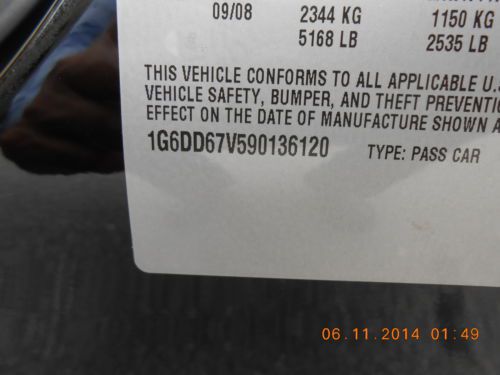 09/08 2344 KG 1150 KG
5168 LB 2535 LB
THIS VEHICLE CONFORMS TO ALL APPLICABLE U.S
VEHICLE SAFETY, BUMPER, AND THEFT PREVENTI
EFFECT ON THE DATE OF MANUFACTURE SHOWN A
1G6DD67V590136120 TYPE: PASS CAR
06.11.2014 01:49